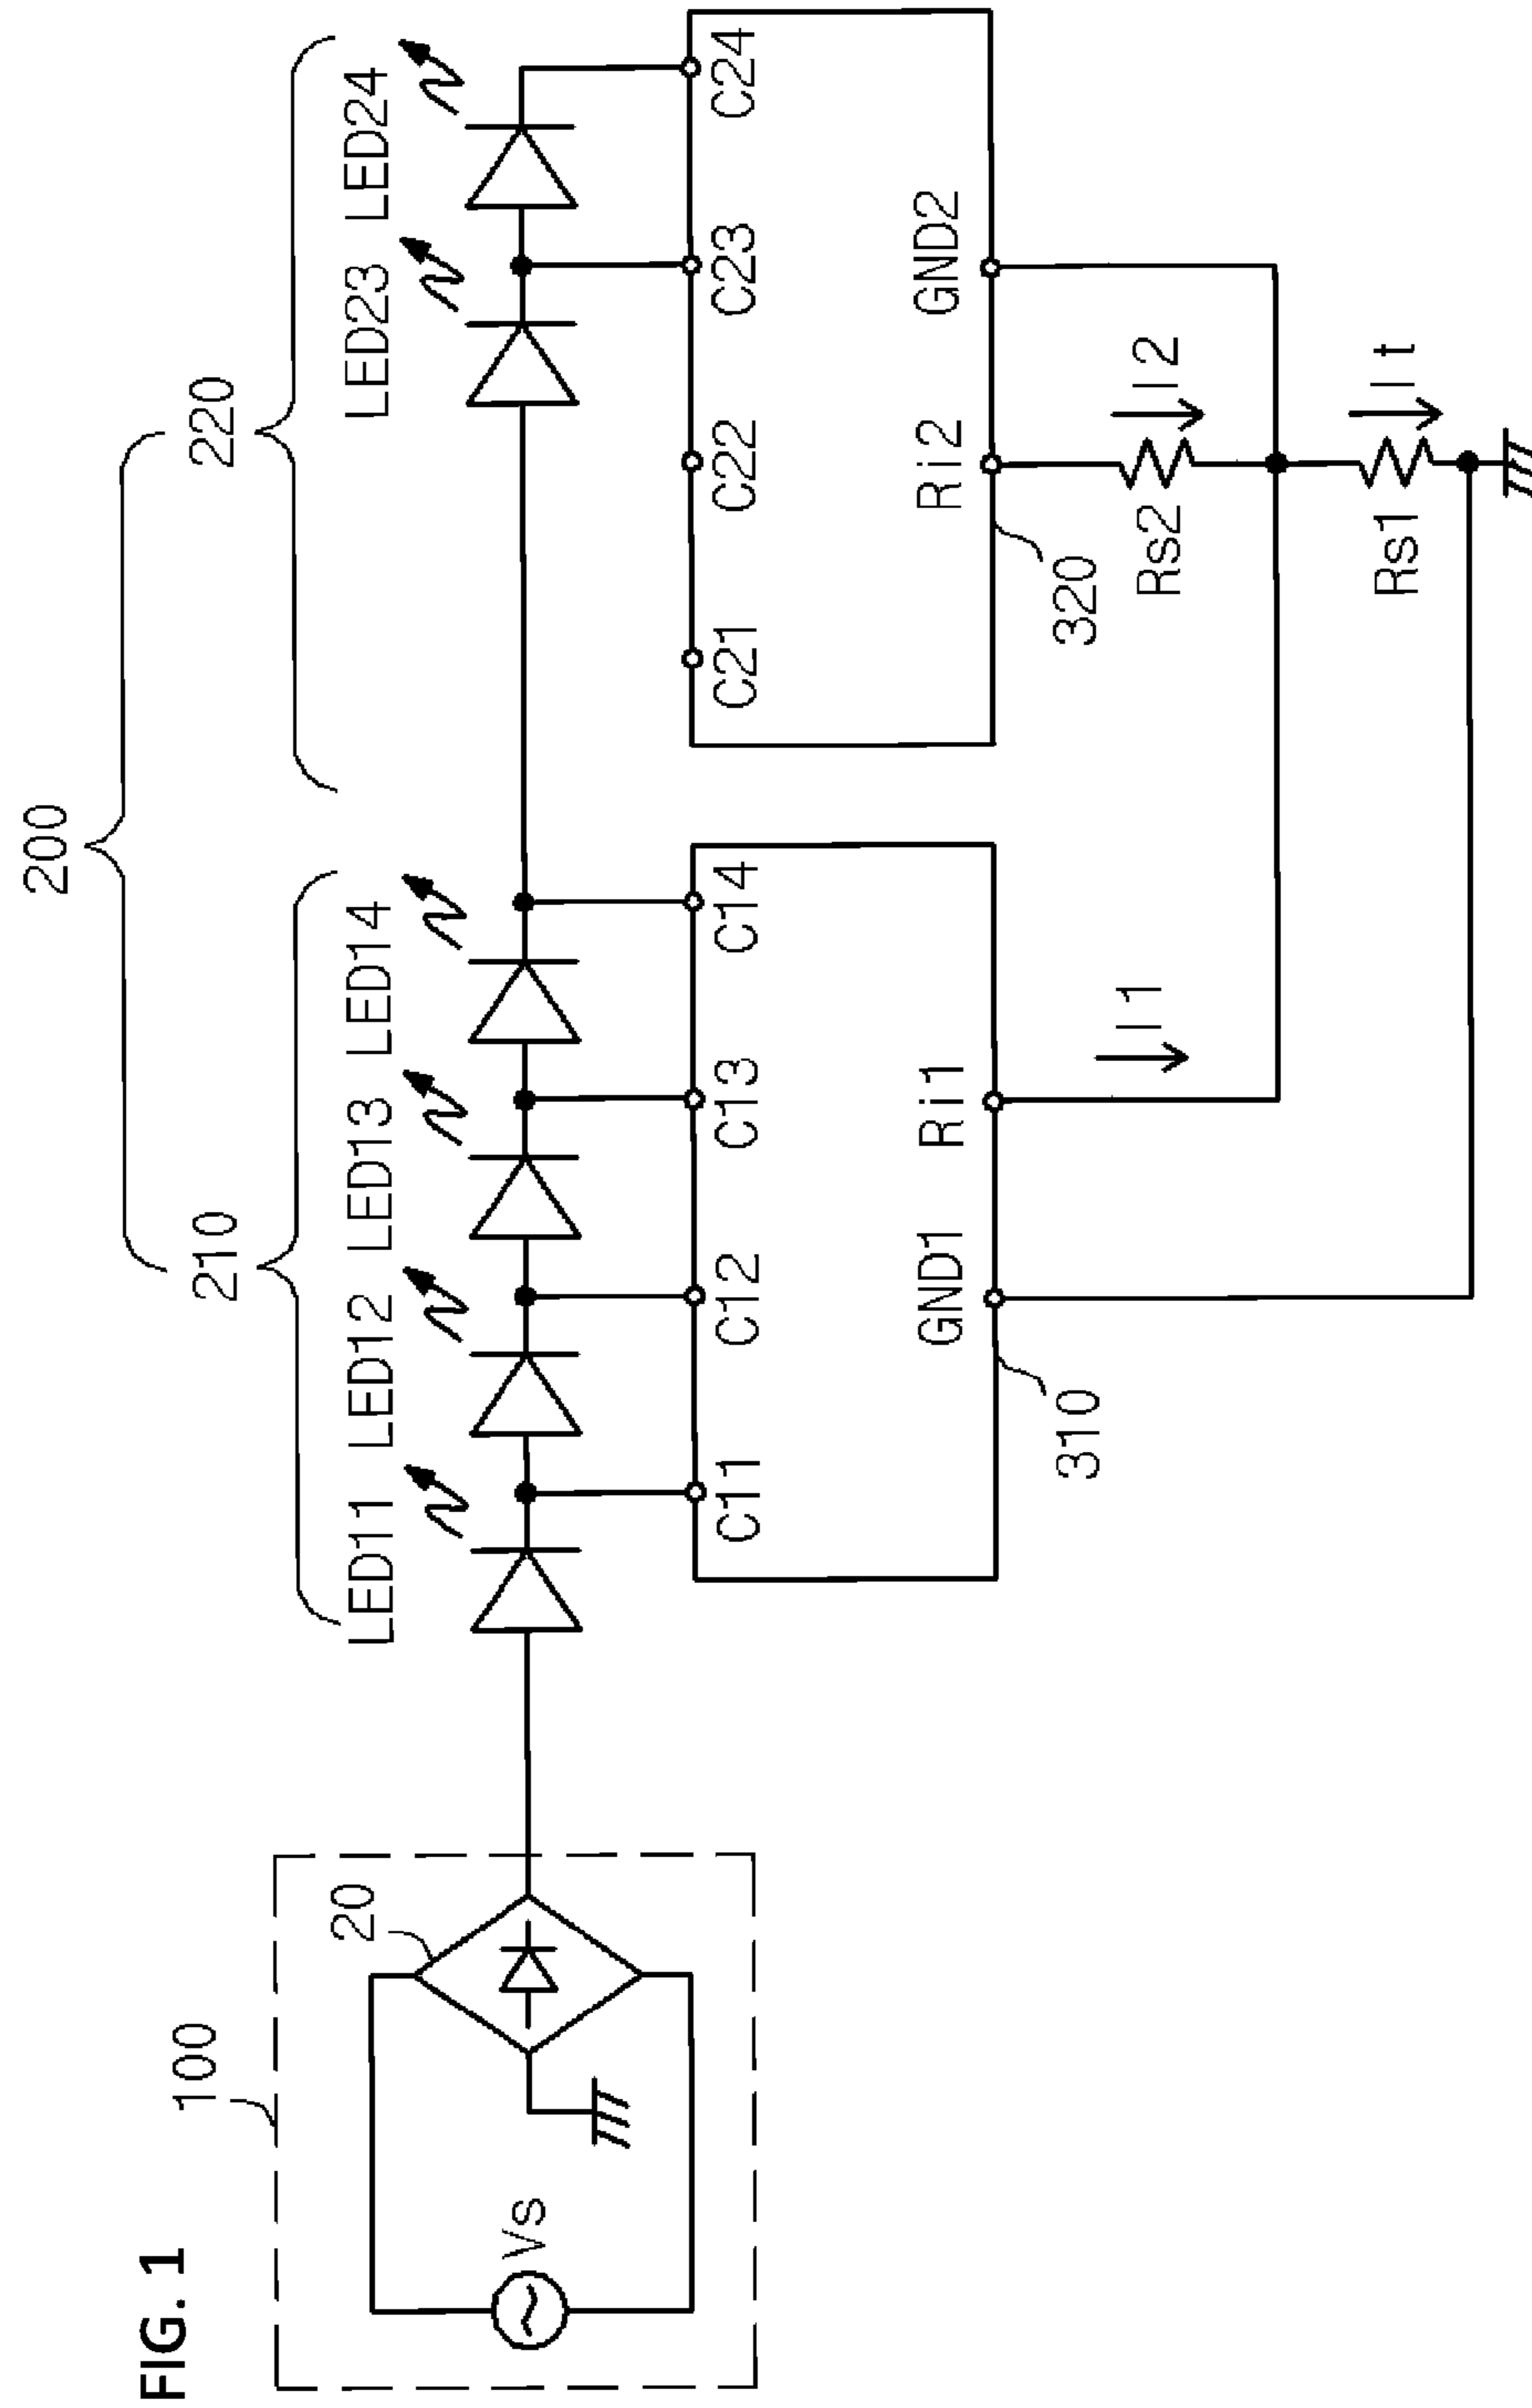 FIG. 1
200
210
220
LED11 LED12 LED13 LED14
LED23 LED24
100
20
Vs
C11 C12 C13 C14
C21 C22 C23 C24
GND1 Ri1
Ri2 GND2
310
320
I1
Rs2 I2
Rs1 It